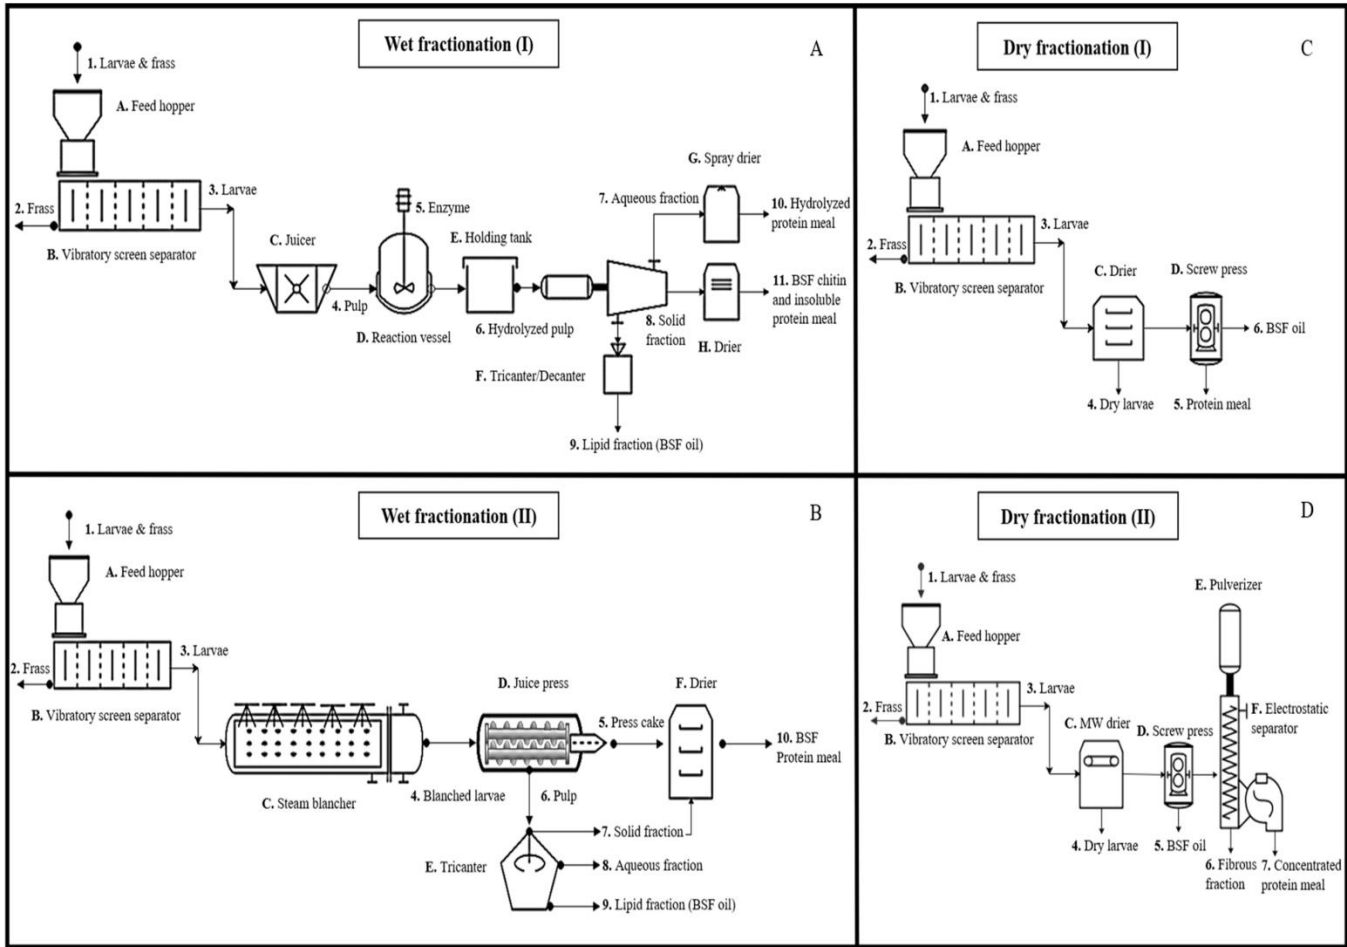 Wet fractionation (I)
A
1. Larvae & frass
A. Feed hopper
2. Frass
3. Larvae
B. Vibratory screen separator
C. Juicer
4. Pulp
5. Enzyme
D. Reaction vessel
E. Holding tank
6. Hydrolyzed pulp
F. Tricanter/Decanter
7. Aqueous fraction
G. Spray drier
10. Hydrolyzed
protein meal
8. Solid
fraction
H. Drier
11. BSF chitin
and insoluble
protein meal
9. Lipid fraction (BSF oil)
Dry fractionation (I)
C
1. Larvae & frass
A. Feed hopper
2. Frass
3. Larvae
B. Vibratory screen separator
C. Drier
D. Screw press
6. BSF oil
4. Dry larvae
5. Protein meal
Wet fractionation (II)
B
1. Larvae & frass
A. Feed hopper
2. Frass
3. Larvae
B. Vibratory screen separator
C. Steam blancher
4. Blanched larvae
D. Juice press
5. Press cake
6. Pulp
F. Drier
10. BSF
Protein meal
E. Tricanter
7. Solid fraction
8. Aqueous fraction
9. Lipid fraction (BSF oil)
Dry fractionation (II)
D
1. Larvae & frass
A. Feed hopper
2. Frass
3. Larvae
B. Vibratory screen separator
C. MW drier
D. Screw press
E. Pulverizer
F. Electrostatic
separator
4. Dry larvae
5. BSF oil
6. Fibrous
fraction
7. Concentrated
protein meal